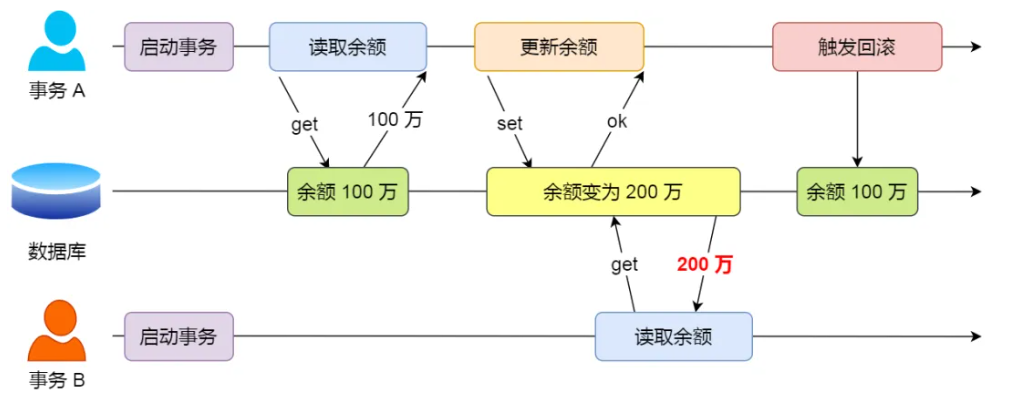 启动事务
读取余额
更新余额
触发回滚
事务 A
get
100 万
set
ok
余额 100 万
余额变为 200 万
余额 100 万
数据库
get
200 万
启动事务
读取余额
事务 B